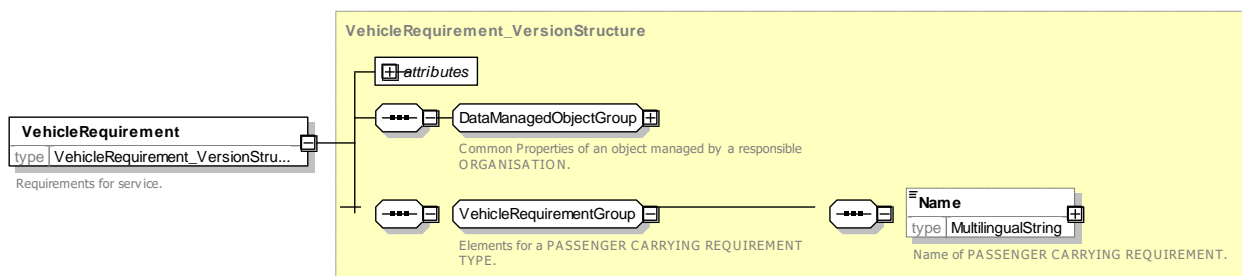 VehicleRequirement_VersionStructure
attributes
DataManagedObjectGroup
Common Properties of an object managed by a responsible
ORGANISATION.
VehicleRequirement
type VehicleRequirement_VersionStru...
Requirements for service.
VehicleRequirementGroup
Elements for a PASSENGER CARRYING REQUIREMENT
TYPE.
Name
type MultilingualString
Name of PASSENGER CARRYING REQUIREMENT.